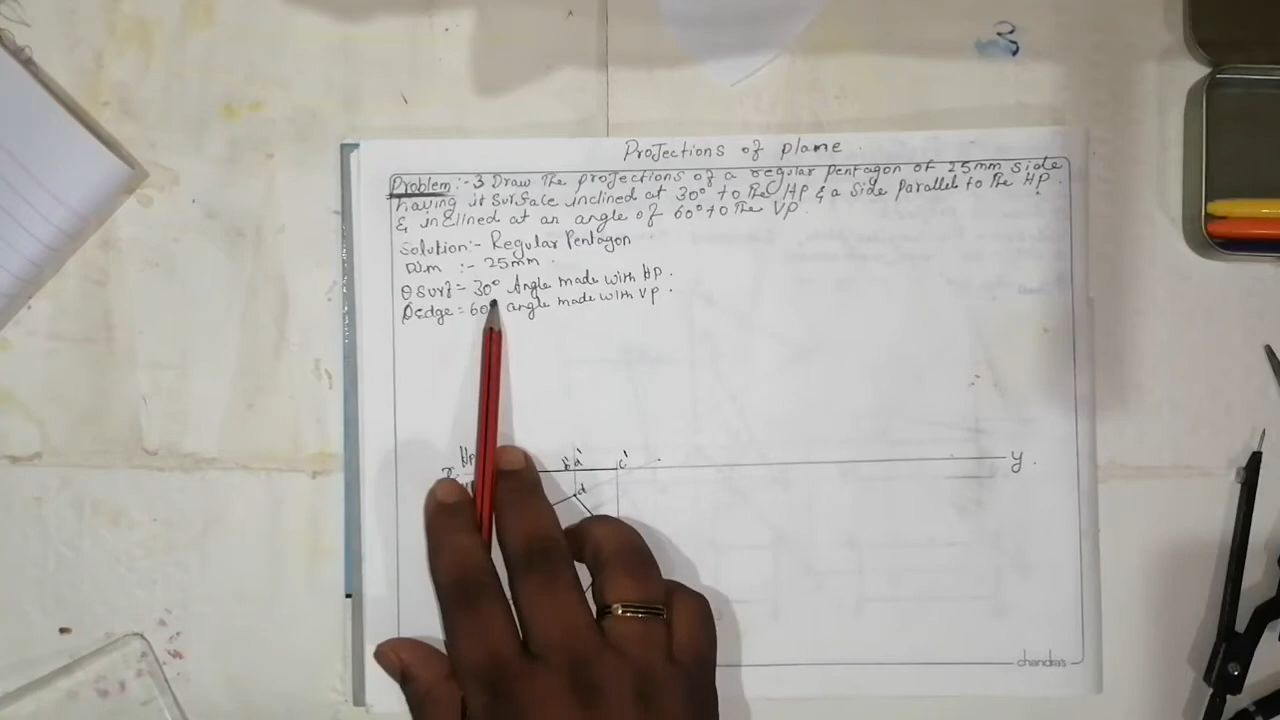 Projections of plane.
Problem:-3 Draw the projections of a regular pentagon of 25mm side
having it surface inclined at 30° to the HP & a side parallel to the HP
& inclined at an angle of 60° to the VP.
Solution:- Regular Pentagon
Dim :- 25mm.
θ surf = 30° Angle made with HP.
edge = 60° angle made with VP.
b' d' c' y.
d
chandra's